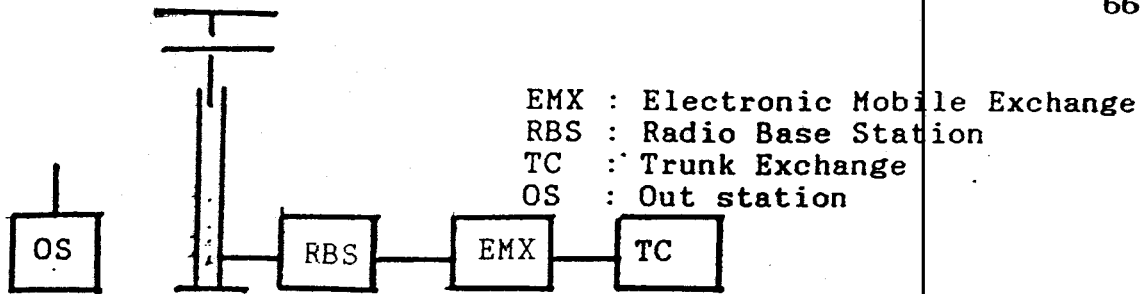 66
EMX : Electronic Mobile Exchange
RBS : Radio Base Station
TC : Trunk Exchange
OS : Out station
OS RBS EMX TC